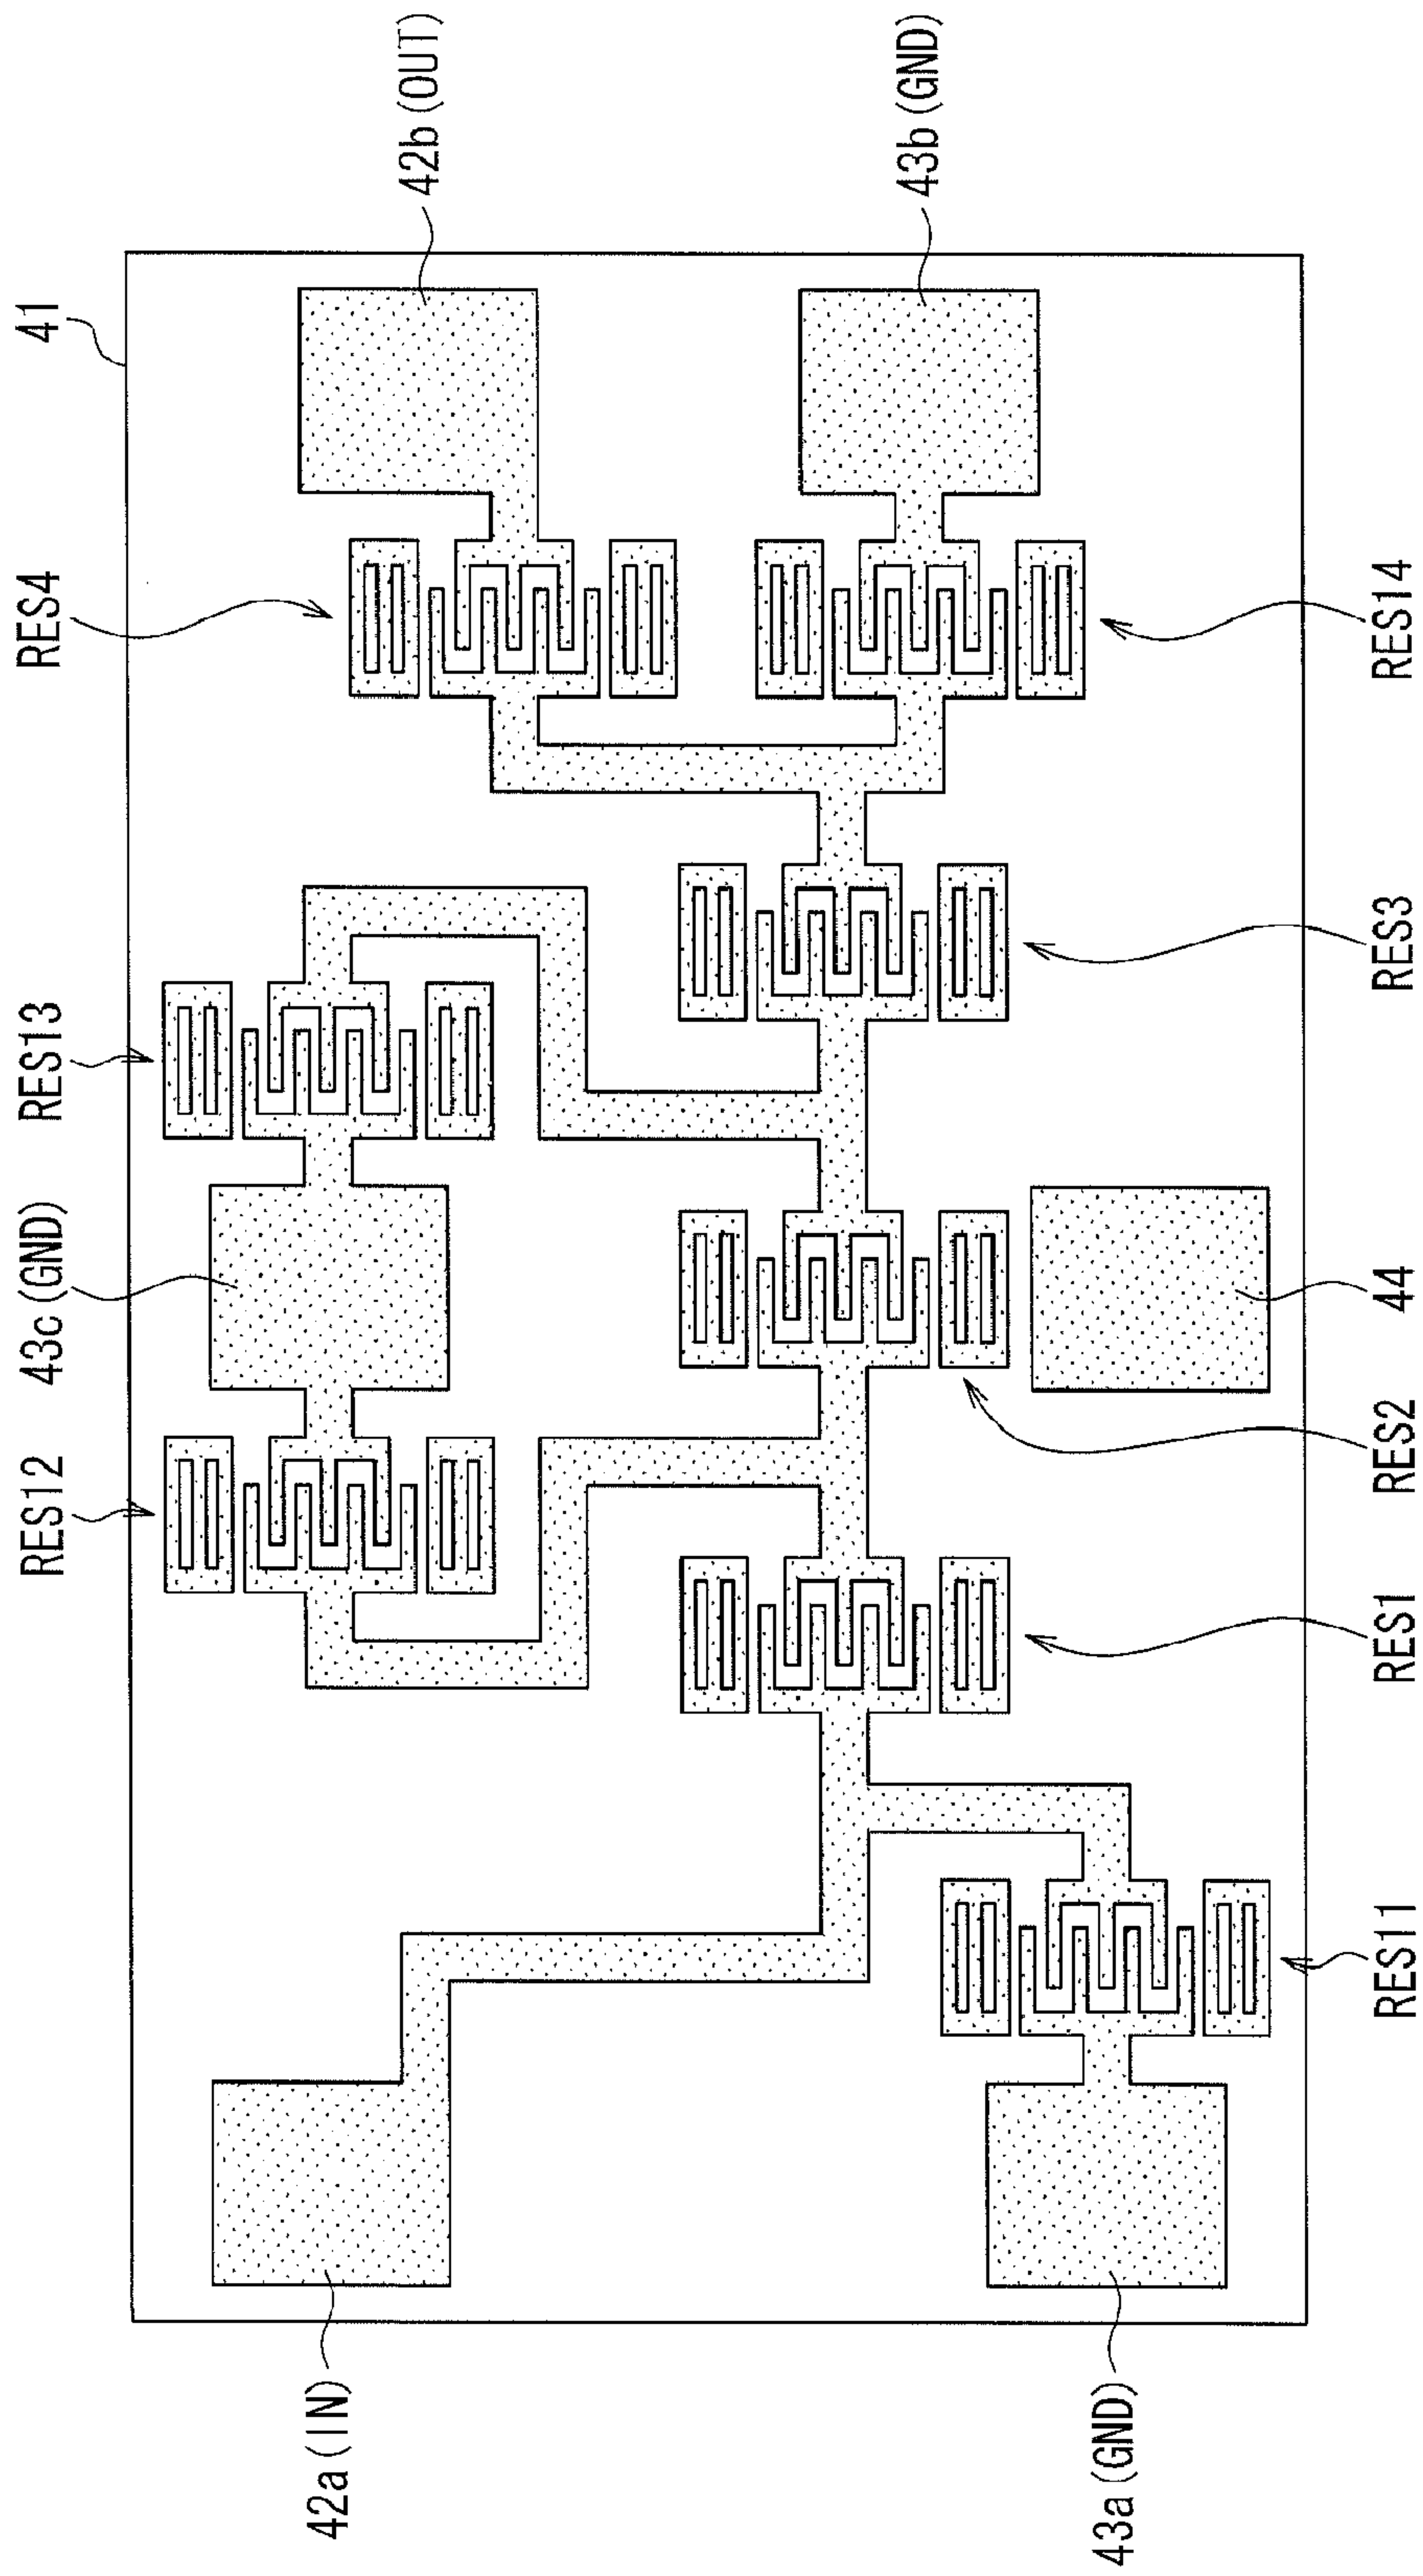 41
RES4
42b(OUT)
43b(GND)
RES14
RES3
RES13
43c(GND)
44
RES2
RES12
RES1
RES11
42a(IN)
43a(GND)